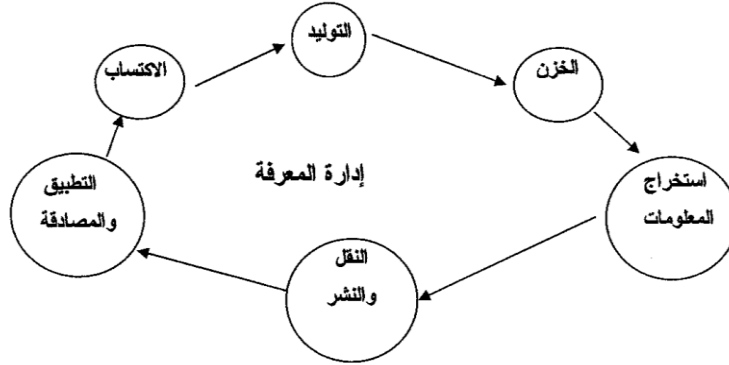 التوليد
الاكتساب
الخزن
إدارة المعرفة
التطبيق
والمصادقة
استخراج
المعلومات
النقل
والنشر